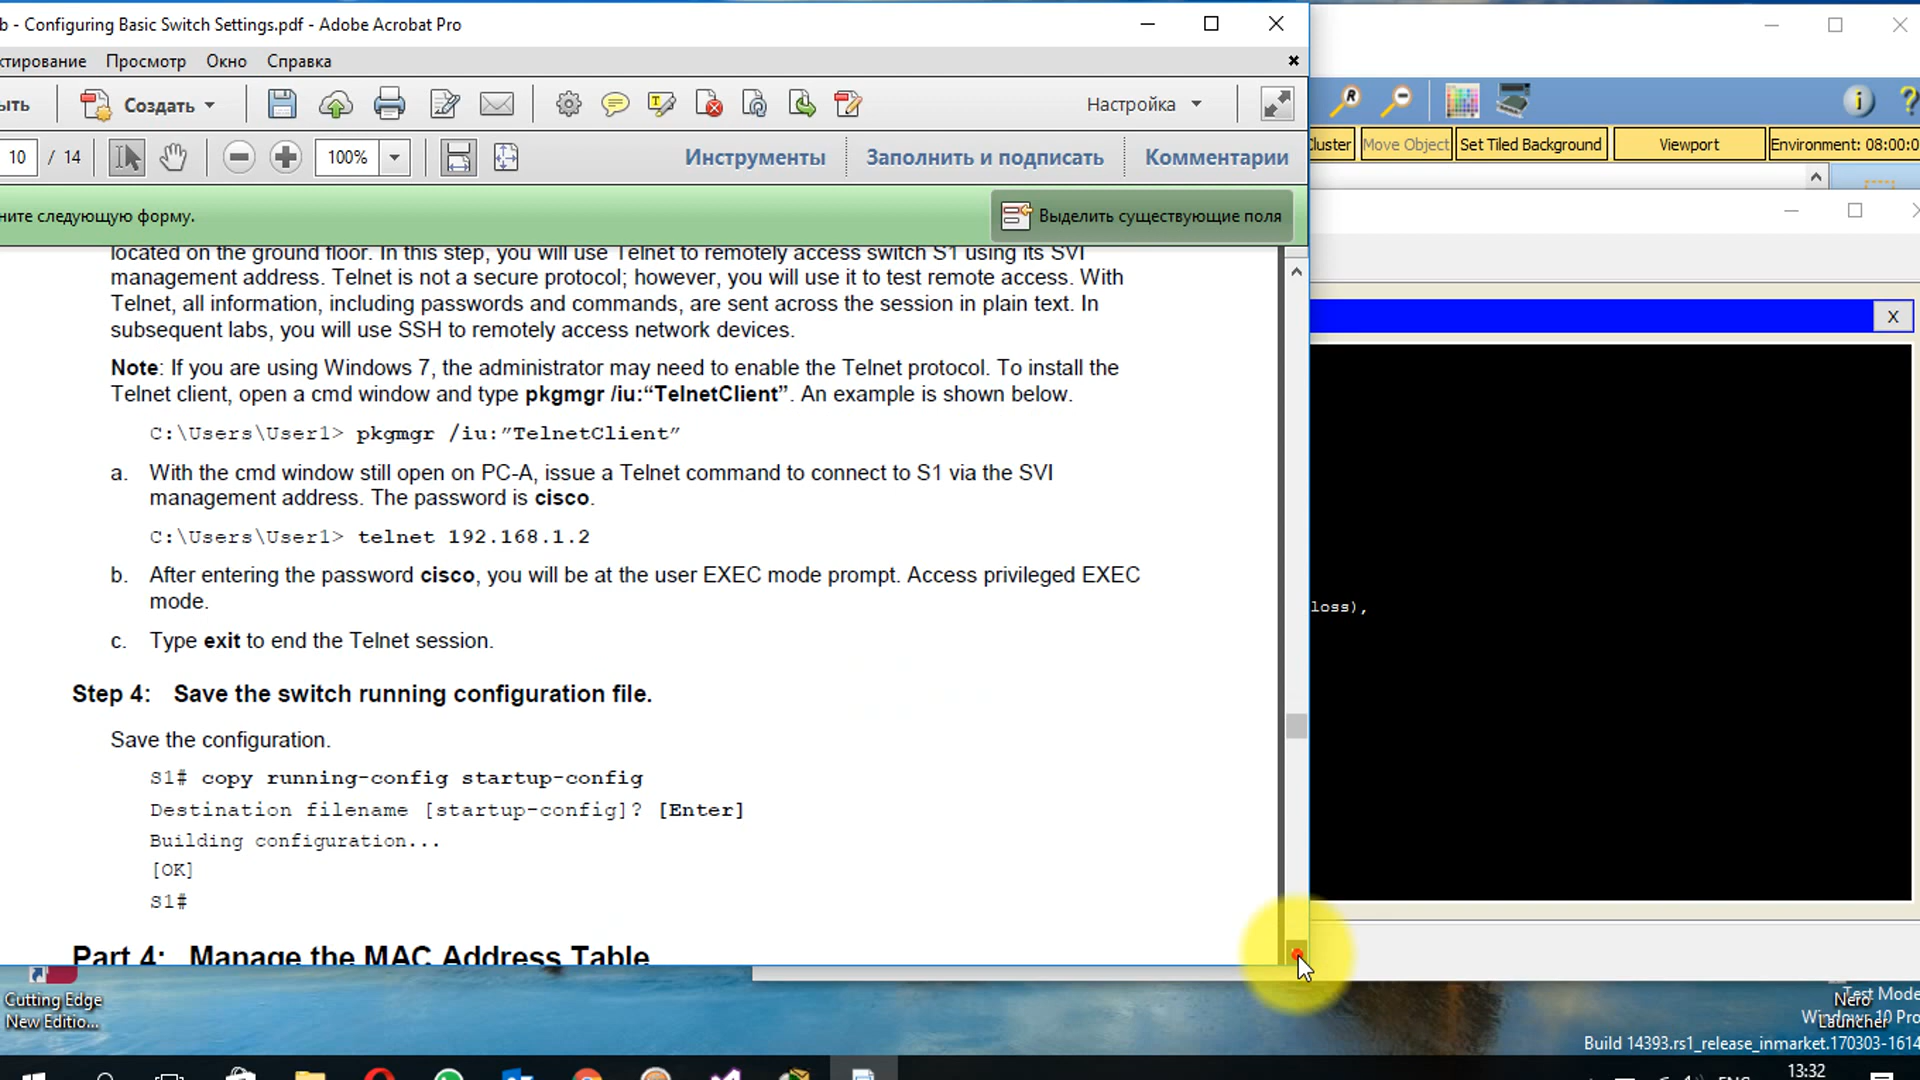 b - Configuring Basic Switch Settings.pdf - Adobe Acrobat Pro
ктирование Просмотр Окно Справка
ыть Создать Настройка
10 / 14 100% Инструменты Заполнить и подписать Комментарии
ните следующую форму. Выделить существующие поля
luster Move Object Set Tiled Background Viewport Environment: 08:00:0
located on the ground floor. In this step, you will use Telnet to remotely access switch S1 using its SVI
management address. Telnet is not a secure protocol; however, you will use it to test remote access. With
Telnet, all information, including passwords and commands, are sent across the session in plain text. In
subsequent labs, you will use SSH to remotely access network devices.
Note: If you are using Windows 7, the administrator may need to enable the Telnet protocol. To install the
Telnet client, open a cmd window and type pkgmgr /iu:“TelnetClient”. An example is shown below.
C:\Users\User1> pkgmgr /iu:”TelnetClient”
a. With the cmd window still open on PC-A, issue a Telnet command to connect to S1 via the SVI
management address. The password is cisco.
C:\Users\User1> telnet 192.168.1.2
b. After entering the password cisco, you will be at the user EXEC mode prompt. Access privileged EXEC
mode.
c. Type exit to end the Telnet session.
Step 4: Save the switch running configuration file.
Save the configuration.
S1# copy running-config startup-config
Destination filename [startup-config]? [Enter]
Building configuration...
[OK]
S1#
Part 4: Manage the MAC Address Table
X
loss),
Cutting Edge
New Editio...
Nero
Launcher
Test Mode
Windows 10 Pro
Build 14393.rs1_release_inmarket.170303-1614
13:32